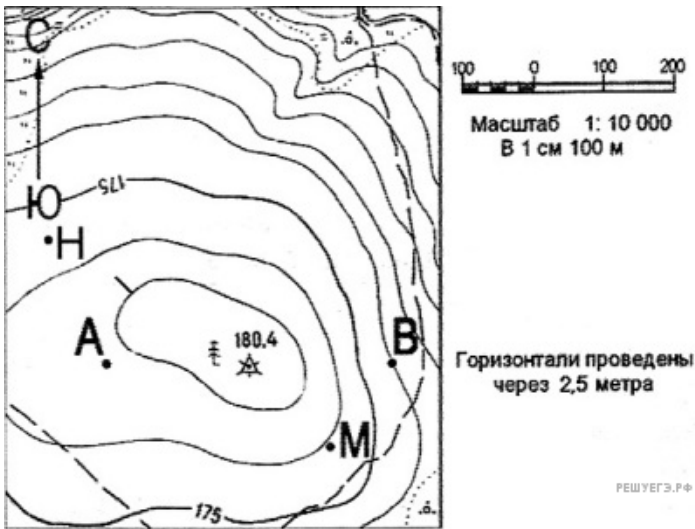 С
Ю
175
Н
А
180.4
В
М
175
100 0 100 200
Масштаб 1: 10 000
В 1 см 100 м
Горизонтали проведены
через 2,5 метра
РЕШУЕГЭ.РФ